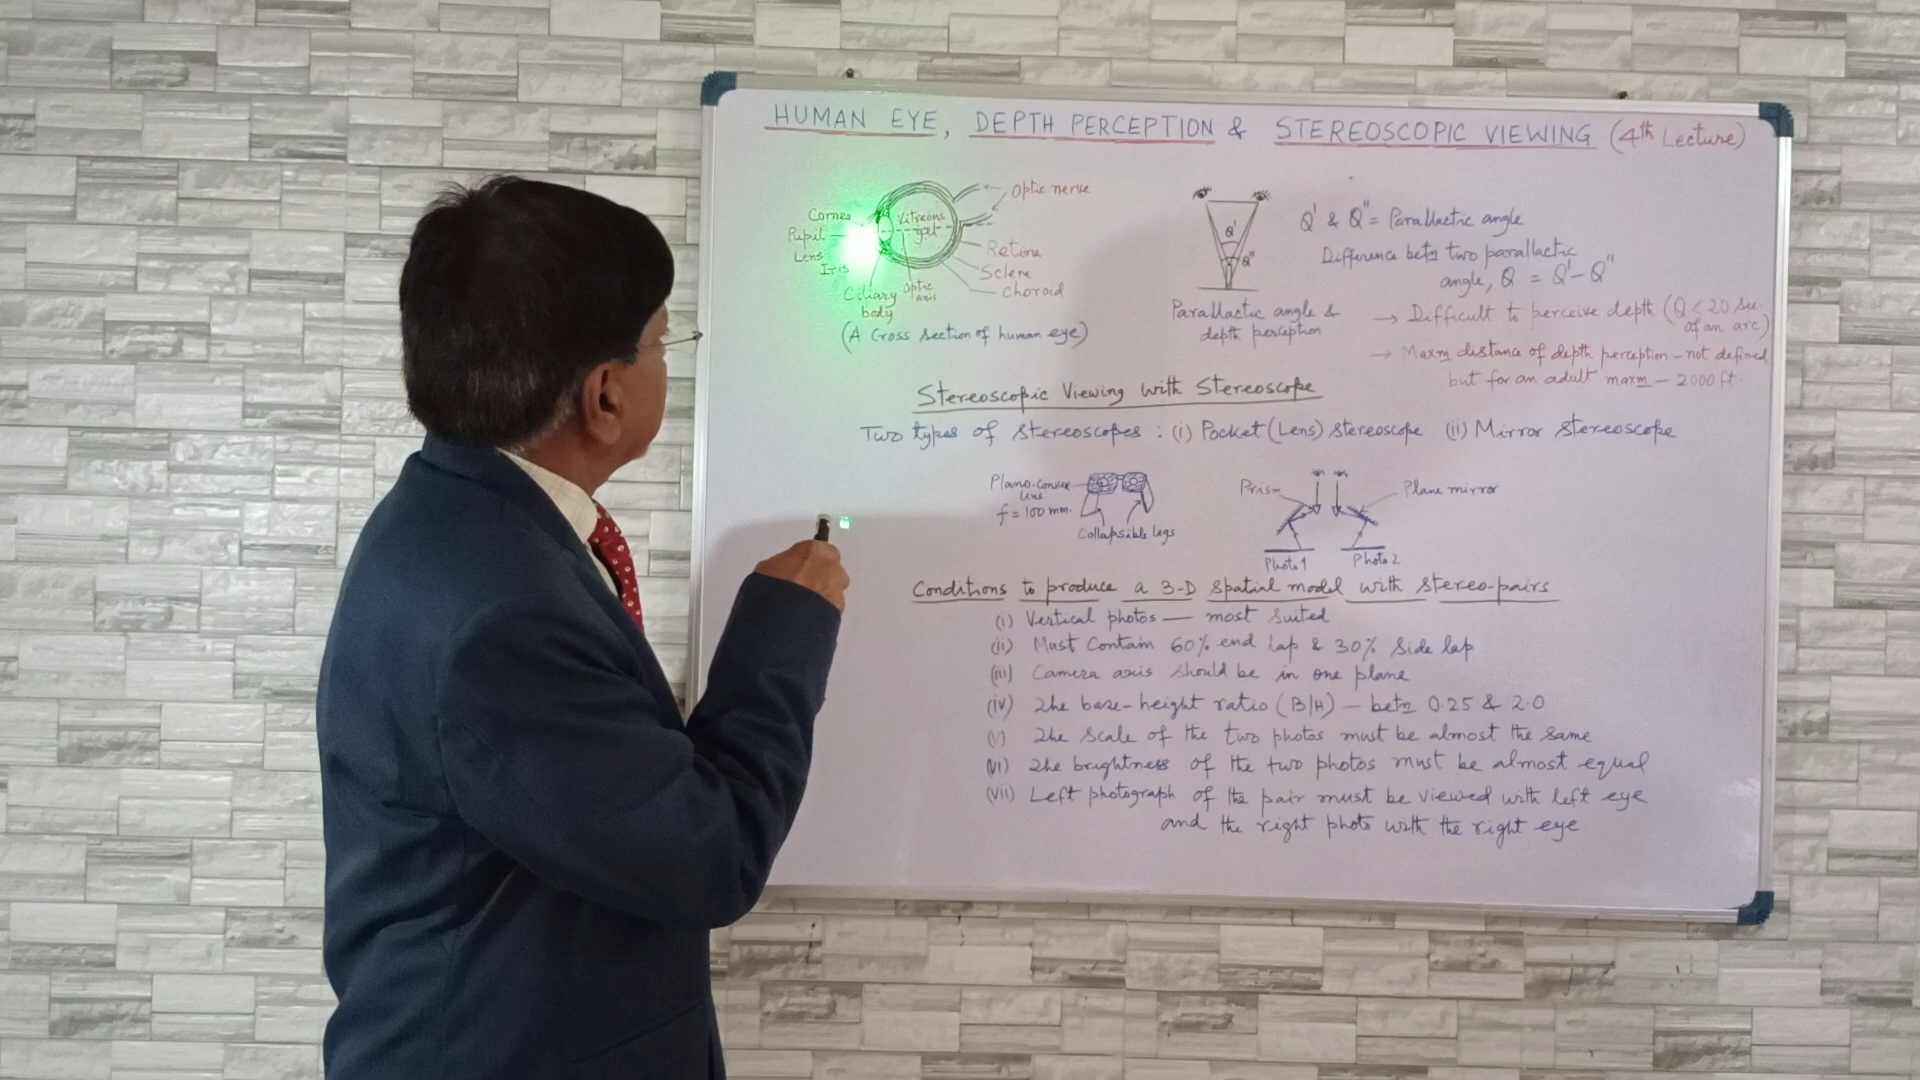 HUMAN EYE, DEPTH PERCEPTION & STEREOSCOPIC VIEWING (4th Lecture)
Optic nerve
Cornea
Pupil
Lens
Iris
Vitreous
gel
Retina
Sclera
Choroid
Ciliary
body
Optic
axis
(A Cross section of human eye)
Q'
Q"
Parallactic angle &
depth perception
Q' & Q" = Parallactic angle
Difference betn two parallactic
angle, Q = Q' - Q"
→ Difficult to perceive depth (Q < 20 sec.
of an arc)
→ Maxm distance of depth perception - not defined
but for an adult maxm - 2000 ft
Stereoscopic Viewing with Stereoscope
Two types of stereoscopes : (i) Pocket (Lens) stereoscope (ii) Mirror stereoscope
Plano-convex
lens
f = 100 mm.
Collapsible legs
Prism
Plane mirror
Photo 1
Photo 2
Conditions to produce a 3-D spatial model with stereo-pairs
(i) Vertical photos — most suited
(ii) Must contain 60% end lap & 30% side lap
(iii) Camera axis should be in one plane
(iv) The base-height ratio (B/H) — betn 0.25 & 2.0
(v) The scale of the two photos must be almost the same
(vi) The brightness of the two photos must be almost equal
(vii) Left photograph of the pair must be viewed with left eye
and the right photo with the right eye